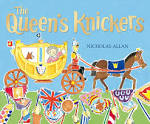 The
Queen's Knickers
NICHOLAS ALLAN